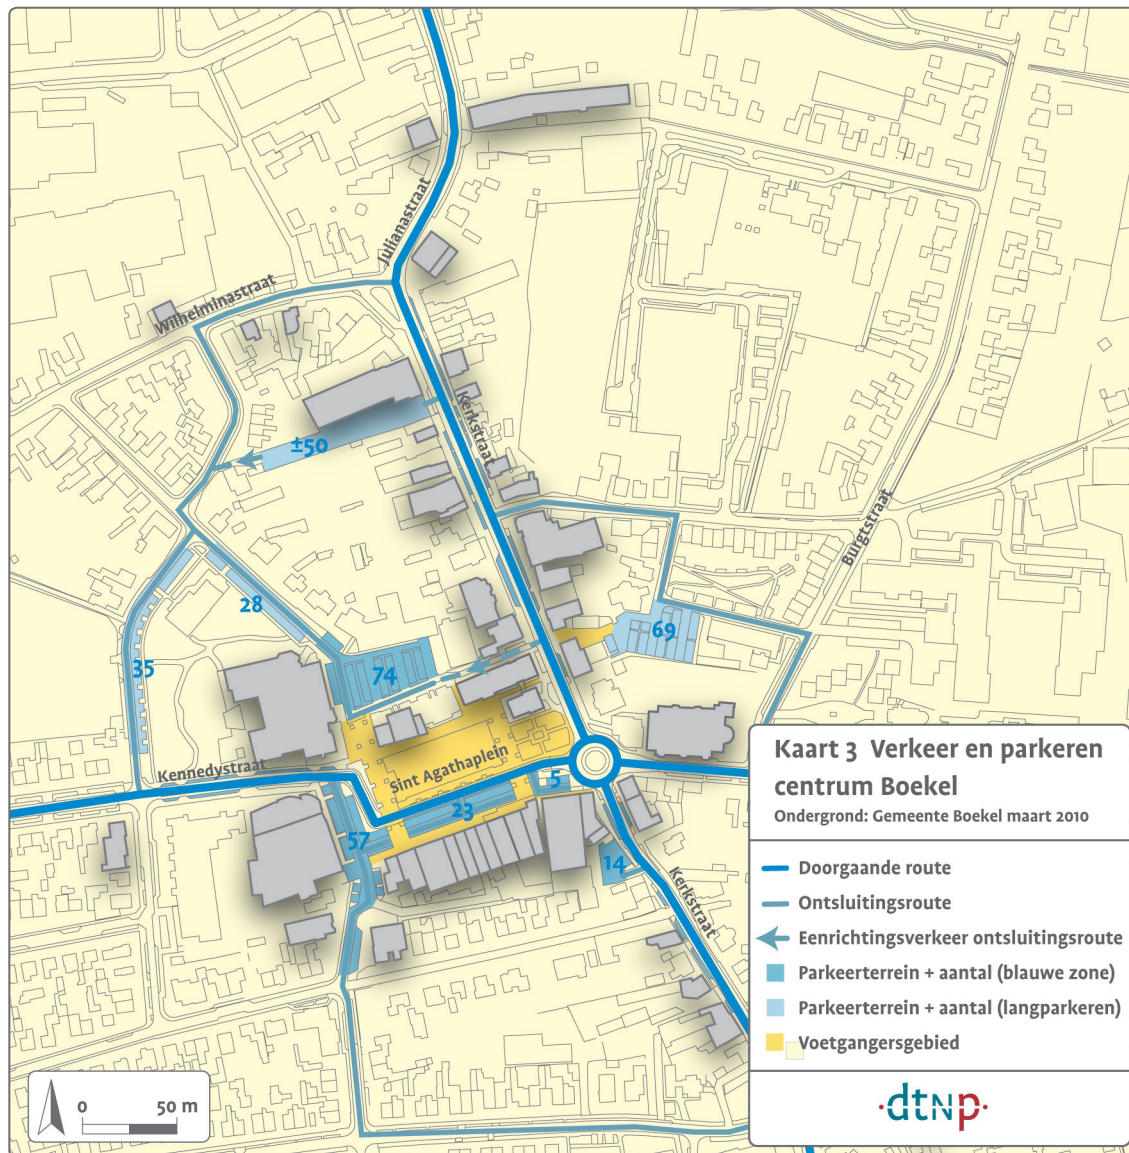 Julianastraat
Wilhelminastraat
Kerkstraat
±50
Burgtstraat
28
69
35
74
Kennedystraat
Sint Agathaplein
5
23
57
14
Kerkstraat
Kaart 3 Verkeer en parkeren
centrum Boekel
Ondergrond: Gemeente Boekel maart 2010
Doorgaande route
Ontsluitingsroute
Eenrichtingsverkeer ontsluitingsroute
Parkeerterrein + aantal (blauwe zone)
Parkeerterrein + aantal (langparkeren)
Voetgangersgebied
0 50 m
·dtNp·